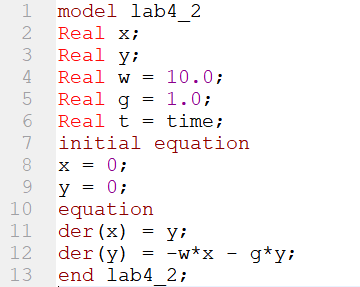 1 model lab4_2
2 Real x;
3 Real y;
4 Real w = 10.0;
5 Real g = 1.0;
6 Real t = time;
7 initial equation
8 x = 0;
9 y = 0;
10 equation
11 der(x) = y;
12 der(y) = -w*x - g*y;
13 end lab4_2;